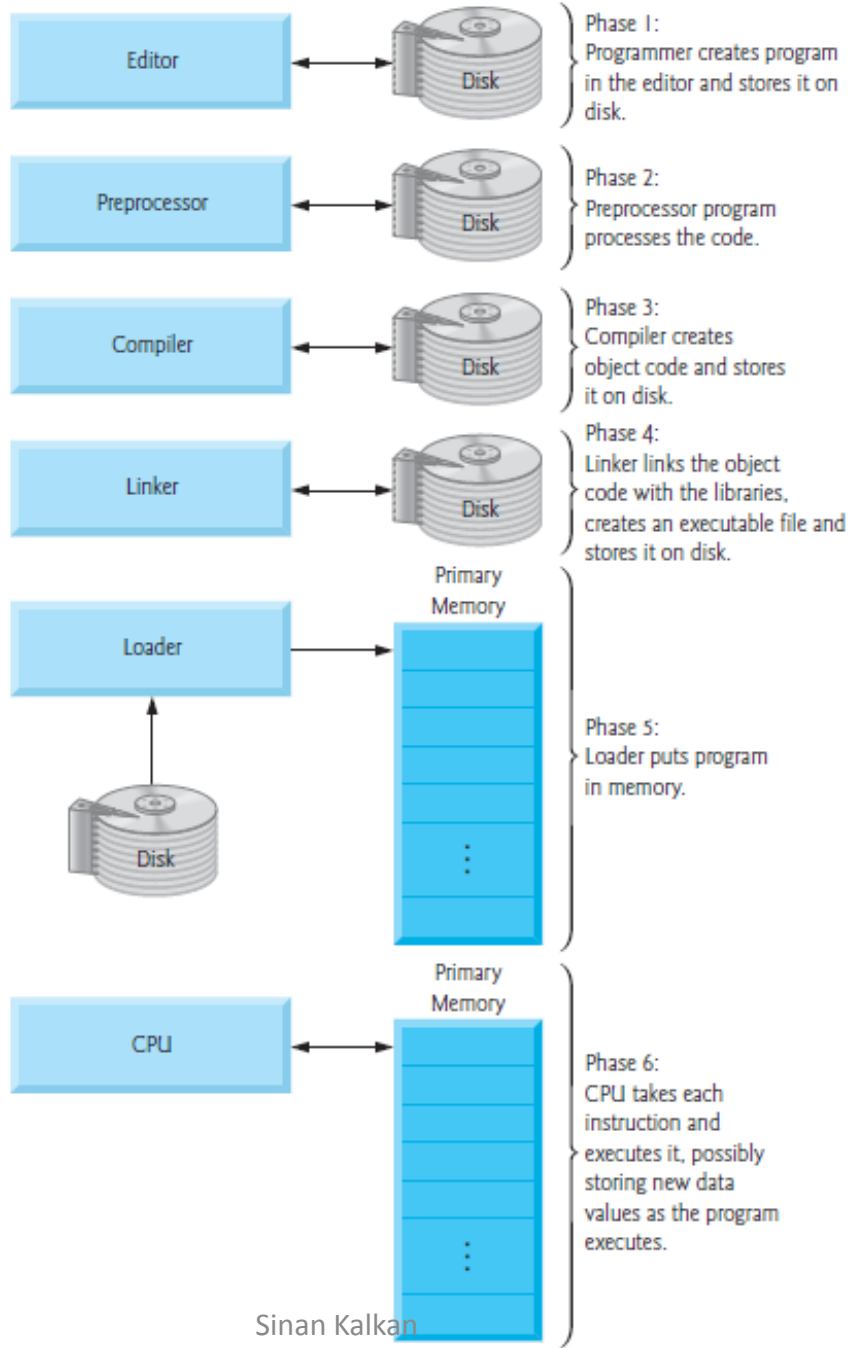 Editor
Disk
Phase 1:
Programmer creates program
in the editor and stores it on
disk.
Preprocessor
Disk
Phase 2:
Preprocessor program
processes the code.
Compiler
Disk
Phase 3:
Compiler creates
object code and stores
it on disk.
Linker
Disk
Phase 4:
Linker links the object
code with the libraries,
creates an executable file and
stores it on disk.
Loader
Disk
Primary
Memory
Phase 5:
Loader puts program
in memory.
CPU
Primary
Memory
Phase 6:
CPU takes each
instruction and
executes it, possibly
storing new data
values as the program
executes.
Sinan Kalkan